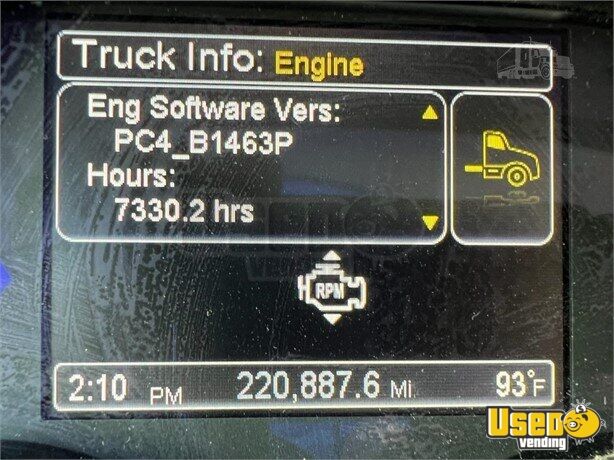 Truck Info: Engine
Eng Software Vers:
PC4_B1463P
Hours:
7330.2 hrs
RPM
2:10 PM 220,887.6 Mi 93°F
Used
vending